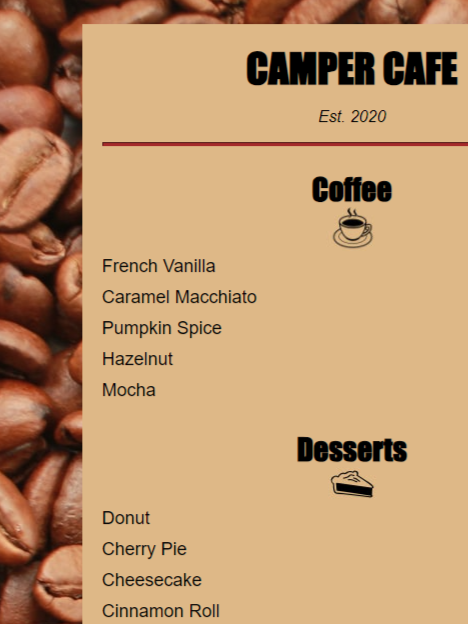 CAMPER CAFE
Est. 2020
Coffee
French Vanilla
Caramel Macchiato
Pumpkin Spice
Hazelnut
Mocha
Desserts
Donut
Cherry Pie
Cheesecake
Cinnamon Roll